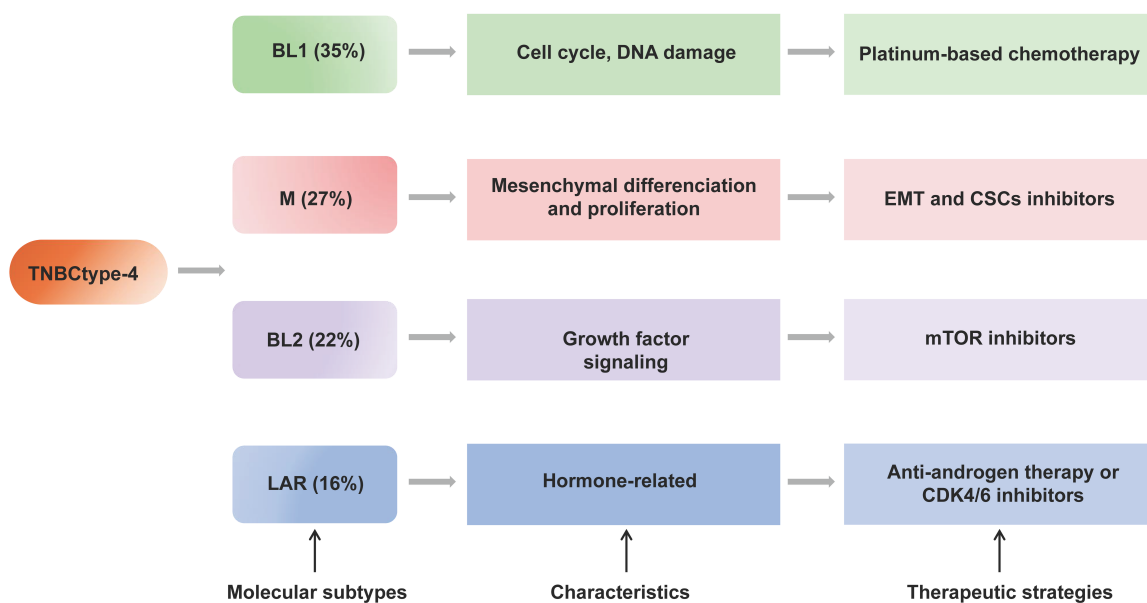 BL1 (35%)
Cell cycle, DNA damage
Platinum-based chemotherapy
M (27%)
Mesenchymal differenciation
and proliferation
EMT and CSCs inhibitors
TNBCtype-4
BL2 (22%)
Growth factor
signaling
mTOR inhibitors
LAR (16%)
Hormone-related
Anti-androgen therapy or
CDK4/6 inhibitors
Molecular subtypes
Characteristics
Therapeutic strategies